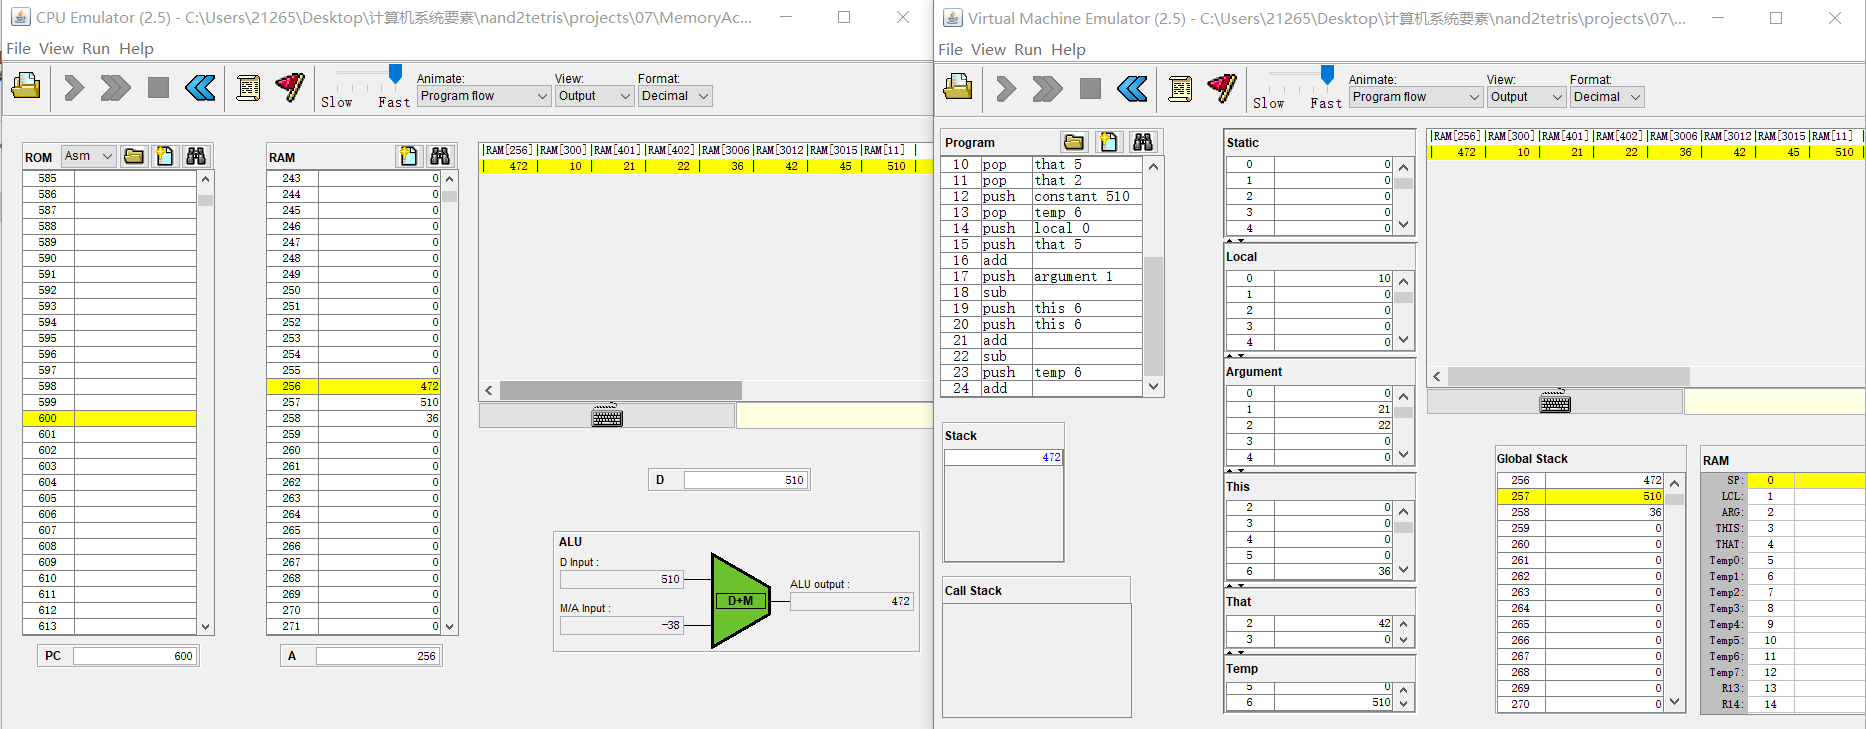 CPU Emulator (2.5) - C:\Users\21265\Desktop\计算机系统要素\nand2tetris\projects\07\MemoryAc...
File View Run Help
Slow Fast
Animate:
Program flow
View:
Output
Format:
Decimal
ROM Asm
585
586
587
588
589
590
591
592
593
594
595
596
597
598
599
600
601
602
603
604
605
606
607
608
609
610
611
612
613
PC 600
RAM
243 0
244 0
245 0
246 0
247 0
248 0
249 0
250 0
251 0
252 0
253 0
254 0
255 0
256 472
257 510
258 36
259 0
260 0
261 0
262 0
263 0
264 0
265 0
266 0
267 0
268 0
269 0
270 0
271 0
A 256
|RAM[256]|RAM[300]|RAM[401]|RAM[402]|RAM[3006|RAM[3012|RAM[3015|RAM[11] |
| 472 | 10 | 21 | 22 | 36 | 42 | 45 | 510 |
D 510
ALU
D Input :
510
M/A Input :
-38
D+M
ALU output :
472
Virtual Machine Emulator (2.5) - C:\Users\21265\Desktop\计算机系统要素\nand2tetris\projects\07\...
File View Run Help
Slow Fast
Animate:
Program flow
View:
Output
Format:
Decimal
Program
10 pop that 5
11 pop that 2
12 push constant 510
13 pop temp 6
14 push local 0
15 push that 5
16 add
17 push argument 1
18 sub
19 push this 6
20 push this 6
21 add
22 sub
23 push temp 6
24 add
Stack
472
Call Stack
Static
0 0
1 0
2 0
3 0
4 0
Local
0 10
1 0
2 0
3 0
4 0
Argument
0 0
1 21
2 22
3 0
4 0
This
2 0
3 0
4 0
5 0
6 36
That
2 42
3 0
Temp
5 0
6 510
|RAM[256]|RAM[300]|RAM[401]|RAM[402]|RAM[3006|RAM[3012|RAM[3015|RAM[11]
| 472 | 10 | 21 | 22 | 36 | 42 | 45 | 510
Global Stack
256 472
257 510
258 36
259 0
260 0
261 0
262 0
263 0
264 0
265 0
266 0
267 0
268 0
269 0
270 0
RAM
SP: 0
LCL: 1
ARG: 2
THIS: 3
THAT: 4
Temp0: 5
Temp1: 6
Temp2: 7
Temp3: 8
Temp4: 9
Temp5: 10
Temp6: 11
Temp7: 12
R13: 13
R14: 14